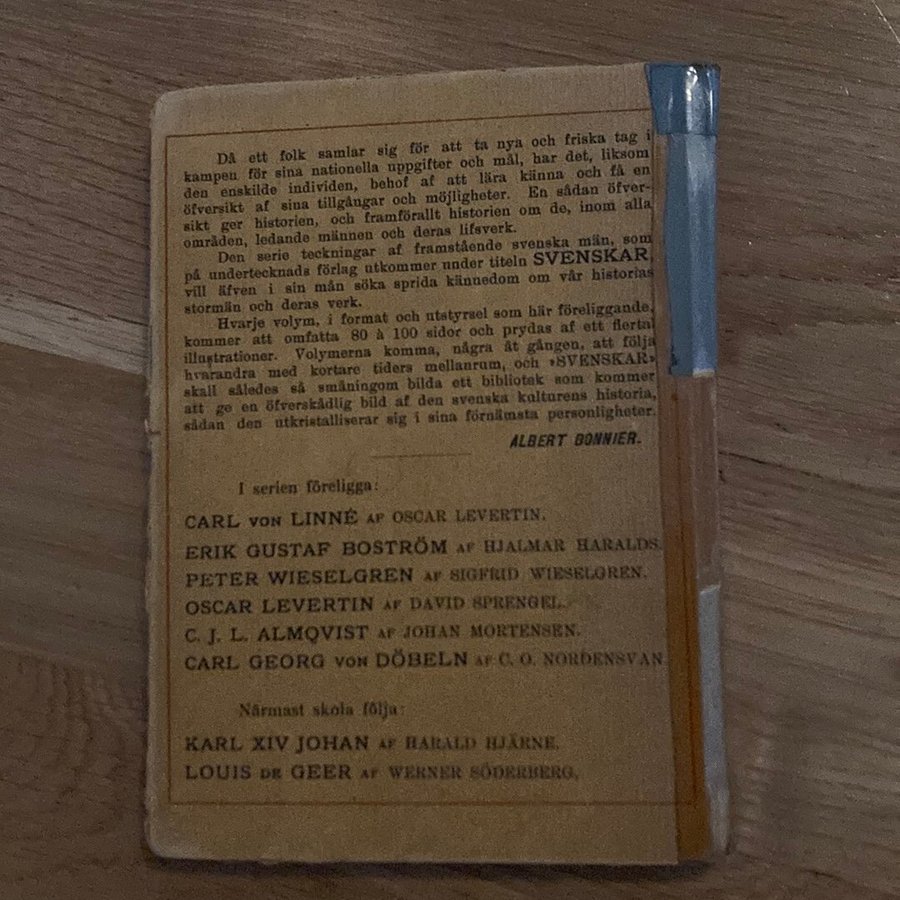 Då ett folk samlar sig för att ta nya och friska tag i
kampen för sina nationella uppgifter och mål, har det, liksom
den enskilde individen, behof af att lära känna och få en
öfversikt af sina tillgångar och möjligheter. En sådan öfver-
sikt ger historien, och framförallt historien om de, inom alla
områden, ledande männen och deras lifsverk.
Den serie teckningar af framstående svenska män, som
på undertecknads förlag utkommer under titeln SVENSKAR,
vill äfven i sin mån söka sprida kännedom om vår historias
stormän och deras verk.
Hvarje volym, i format och utstyrsel som här föreliggande,
kommer att omfatta 80 à 100 sidor och prydas af ett flertal
illustrationer. Volymerna komma, några åt gången, att följa
hvarandra med kortare tiders mellanrum, och »SVENSKAR»
skall således så småningom bilda ett bibliotek som kommer
att ge en öfverskådlig bild af den svenska kulturens historia,
sådan den utkristalliserar sig i sina förnämsta personligheter.
ALBERT BONNIER.
I serien föreligga:
CARL VON LINNÉ AF OSCAR LEVERTIN.
ERIK GUSTAF BOSTRÖM AF HJALMAR HARALDS.
PETER WIESELGREN AF SIGFRID WIESELGREN.
OSCAR LEVERTIN AF DAVID SPRENGEL.
C. J. L. ALMQVIST AF JOHAN MORTENSEN.
CARL GEORG VON DÖBELN AF C. O. NORDENSVAN
Närmast skola följa:
KARL XIV JOHAN AF HARALD HJÄRNE.
LOUIS DE GEER AF WERNER SÖDERBERG.